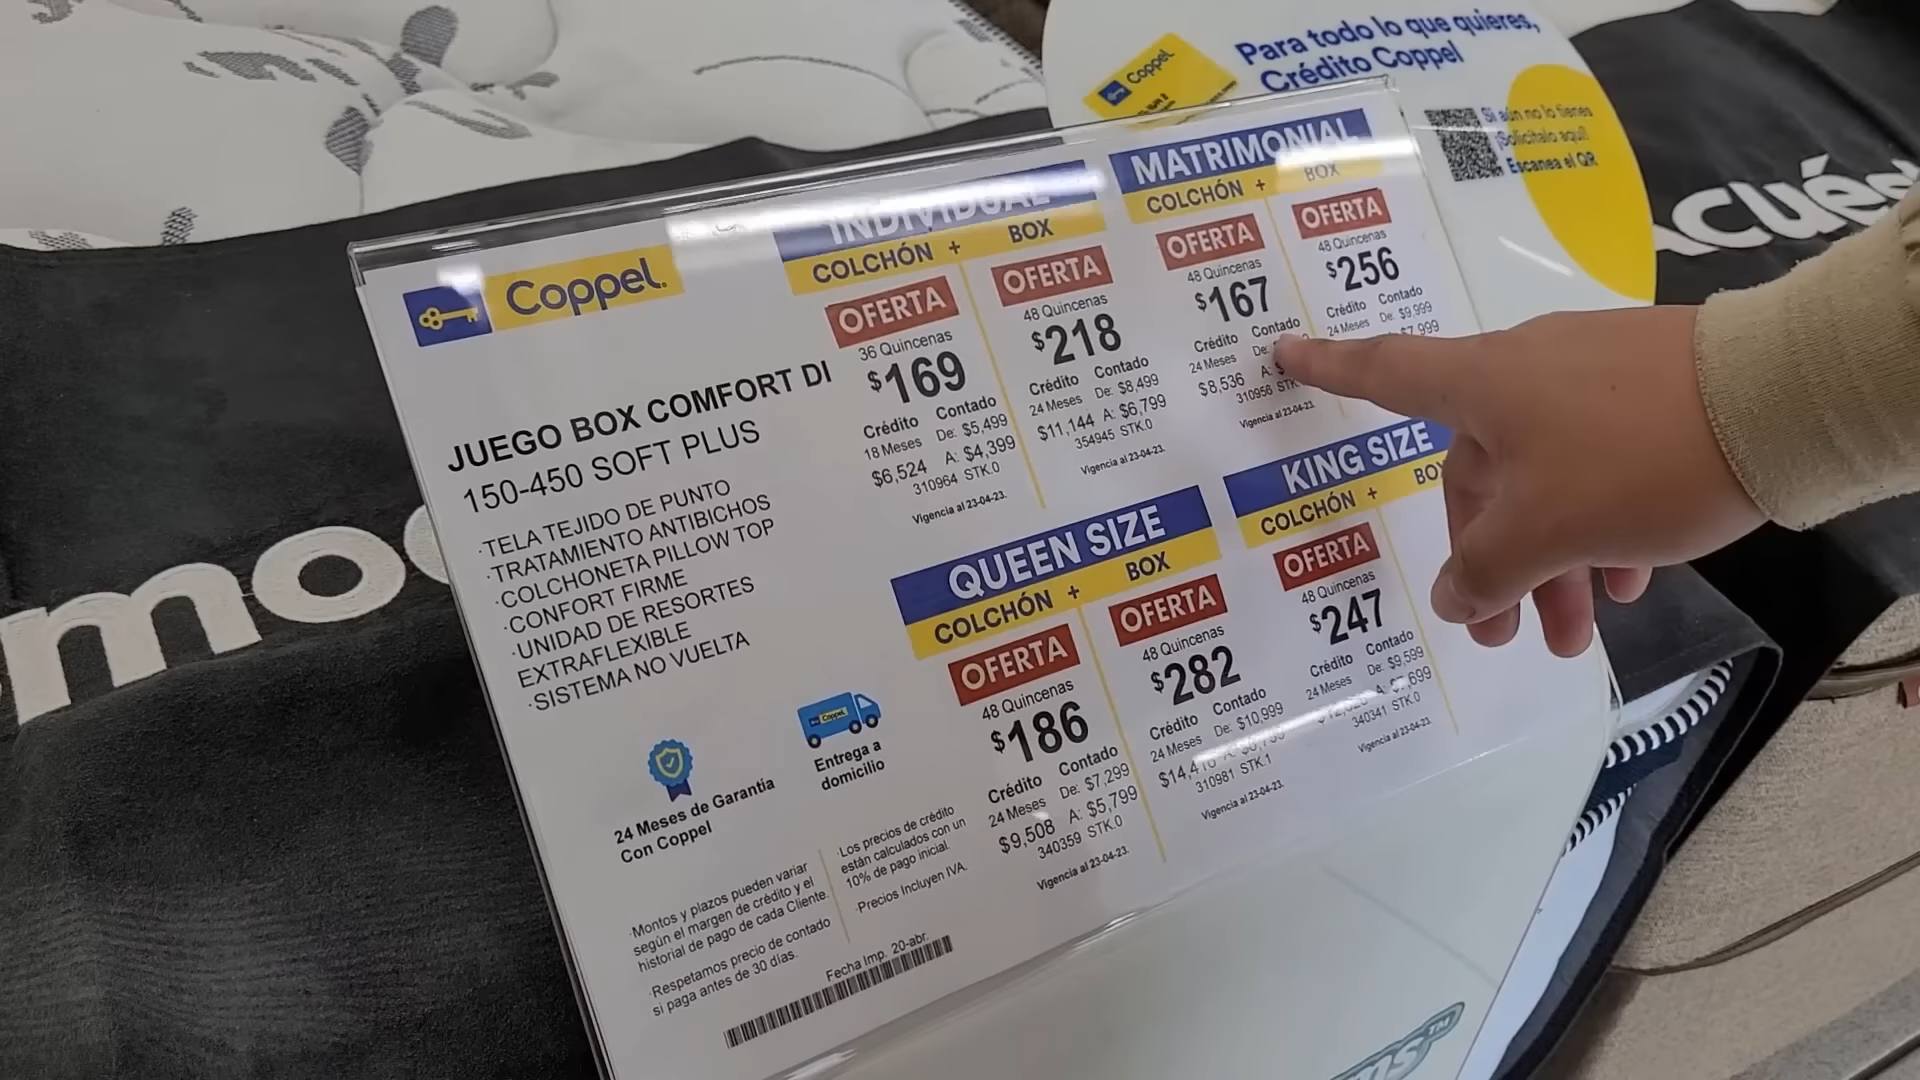 Para todo lo que quieres,
Crédito Coppel
Coppel
Si aún no lo tienes
¡Solicítalo aquí!
Escanea el QR
Acué
mo
Coppel.
JUEGO BOX COMFORT DI
150-450 SOFT PLUS
·TELA TEJIDO DE PUNTO
·TRATAMIENTO ANTIBICHOS
·COLCHONETA PILLOW TOP
·CONFORT FIRME
·UNIDAD DE RESORTES
EXTRAFLEXIBLE
·SISTEMA NO VUELTA
24 Meses de Garantía
Con Coppel
Coppel
Entrega a
domicilio
·Montos y plazos pueden variar
según el margen de crédito y el
historial de pago de cada Cliente.
·Respetamos precio de contado
si paga antes de 30 días.
·Los precios de crédito
están calculados con un
10% de pago inicial.
·Precios Incluyen IVA.
Fecha Imp. 20-abr.
INDIVIDUAL
COLCHÓN + BOX
OFERTA
36 Quincenas
$169
Crédito Contado
18 Meses De: $5,499
$6,524 A: $4,399
310964 STK.0
Vigencia al 23-04-23.
OFERTA
48 Quincenas
$218
Crédito Contado
24 Meses De: $8,499
$11,144 A: $6,799
354945 STK.0
Vigencia al 23-04-23.
MATRIMONIAL
COLCHÓN + BOX
OFERTA
48 Quincenas
$167
Crédito Contado
24 Meses De:
$8,536 A: $
310956 STK
Vigencia al 23-04-23.
OFERTA
48 Quincenas
$256
Crédito Contado
24 Meses De: $9,999
$7,999
QUEEN SIZE
COLCHÓN + BOX
OFERTA
48 Quincenas
$186
Crédito Contado
24 Meses De: $7,299
$9,508 A: $5,799
340359 STK.0
Vigencia al 23-04-23.
OFERTA
48 Quincenas
$282
Crédito Contado
24 Meses De: $10,999
A:
310981 STK.1
Vigencia al 23-04-23.
KING SIZE
COLCHÓN + BOX
OFERTA
48 Quincenas
$247
Crédito Contado
24 Meses De: $9,599
A: $7,699
340341 STK.0
Vigencia al 23-04-23.